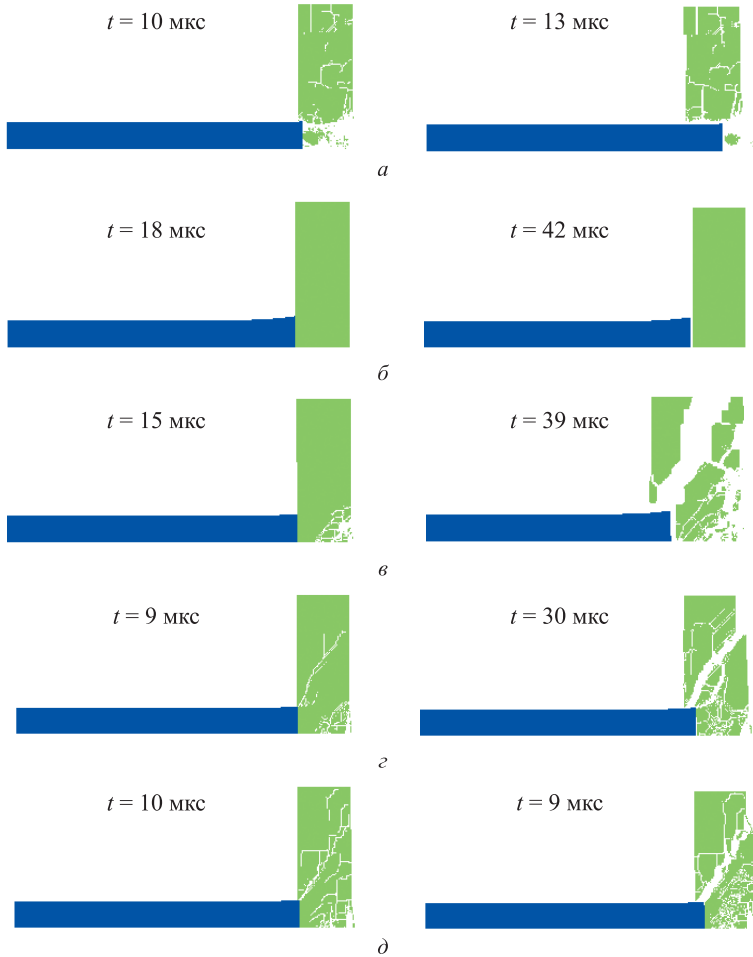 t = 10 мкс
t = 13 мкс
а
t = 18 мкс
t = 42 мкс
б
t = 15 мкс
t = 39 мкс
в
t = 9 мкс
t = 30 мкс
г
t = 10 мкс
t = 9 мкс
д